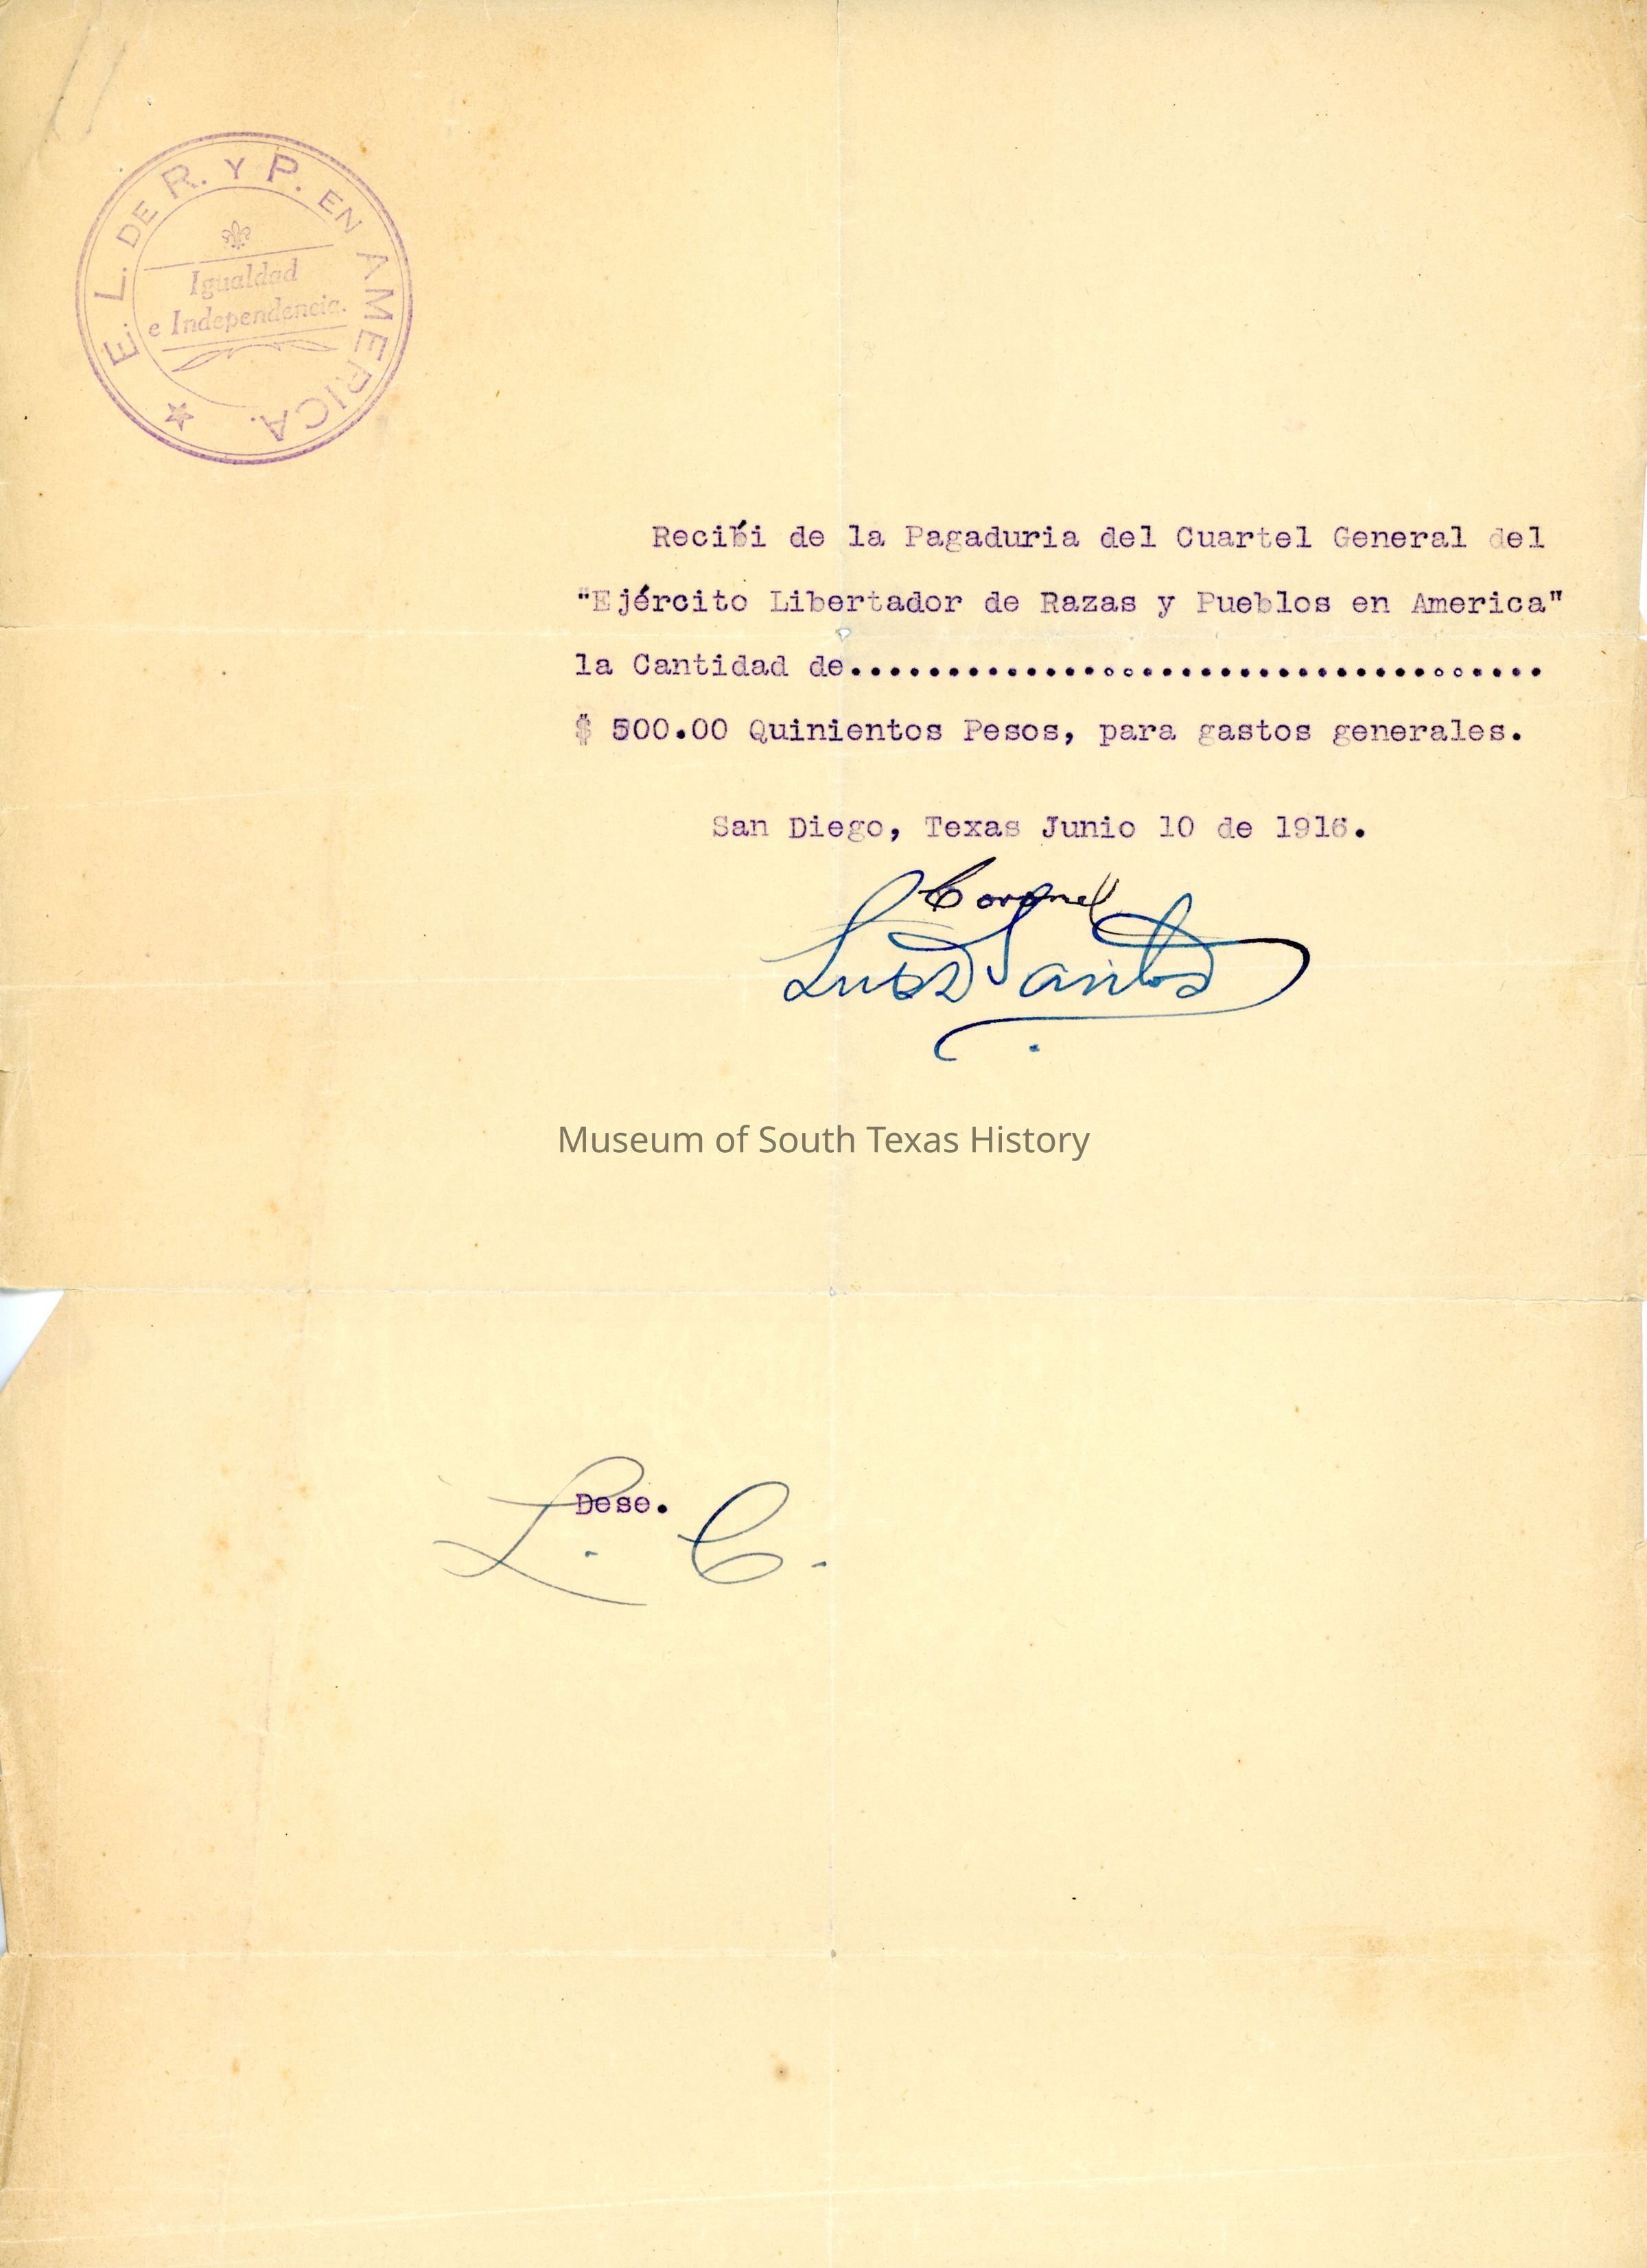 E. L. DE R. Y P. EN AMERICA.
Igualdad
e Independencia.
Recibí de la Pagaduria del Cuartel General del
"Ejército Libertador de Razas y Pueblos en America"
la Cantidad de...................................
$ 500.00 Quinientos Pesos, para gastos generales.
San Diego, Texas Junio 10 de 1916.
Coronel
Luis Santos
Museum of South Texas History
Dese.
L. C.